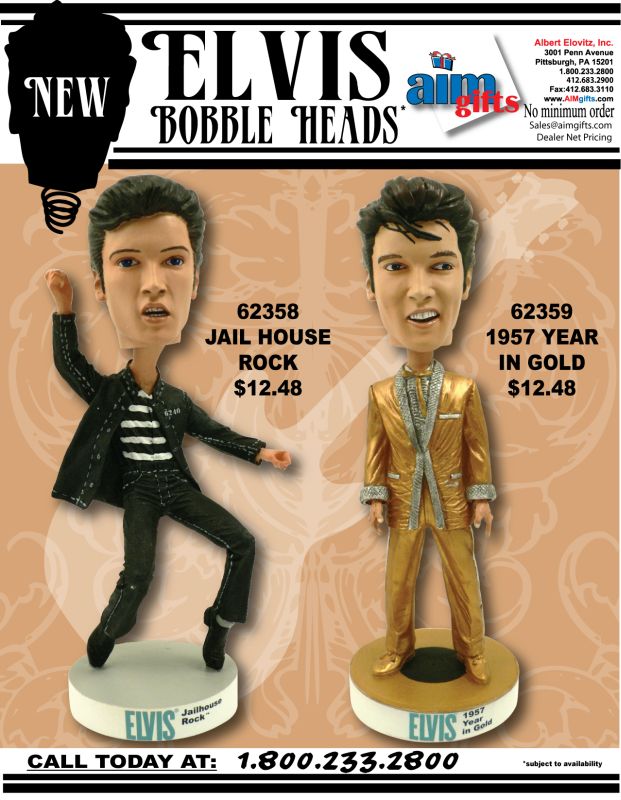 NEW
ELVIS
BOBBLE HEADS*
aim
gifts
Albert Elovitz, Inc.
3001 Penn Avenue
Pittsburgh, PA 15201
1.800.233.2800
412.683.2900
Fax:412.683.3110
www.AIMgifts.com
No minimum order
Sales@aimgifts.com
Dealer Net Pricing
62358
JAIL HOUSE
ROCK
$12.48
62359
1957 YEAR
IN GOLD
$12.48
6240
ELVIS® Jailhouse
Rock™
ELVIS 1957
Year
in Gold
CALL TODAY AT: 1.800.233.2800
*subject to availability